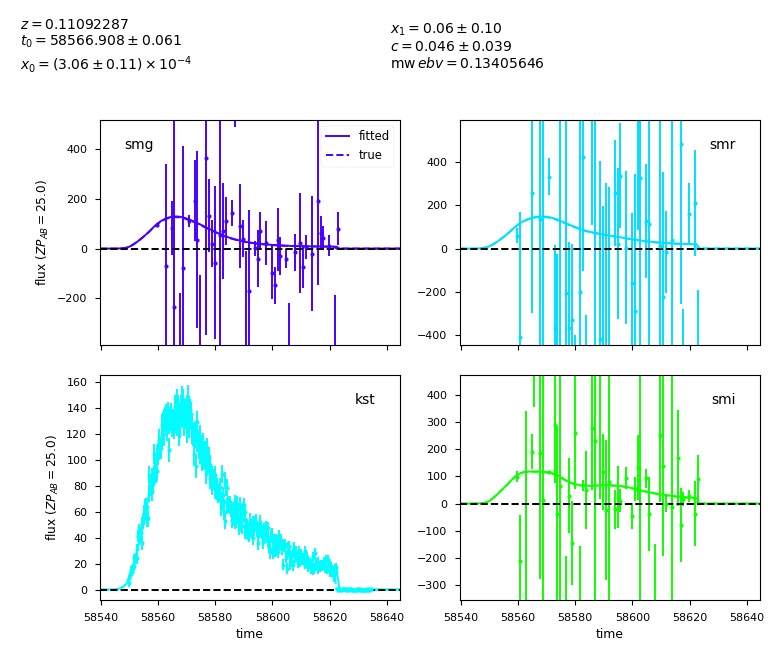 z = 0.11092287
t₀ = 58566.908 ± 0.061
x₀ = (3.06 ± 0.11) × 10⁻⁴
x₁ = 0.06 ± 0.10
c = 0.046 ± 0.039
mw ebv = 0.13405646
smg
fitted
true
400
200
0
−200
flux (ZP_AB = 25.0)
smr
400
200
0
−200
−400
kst
160
140
120
100
80
60
40
20
0
flux (ZP_AB = 25.0)
58540 58560 58580 58600 58620 58640
time
smi
400
300
200
100
0
−100
−200
−300
58540 58560 58580 58600 58620 58640
time